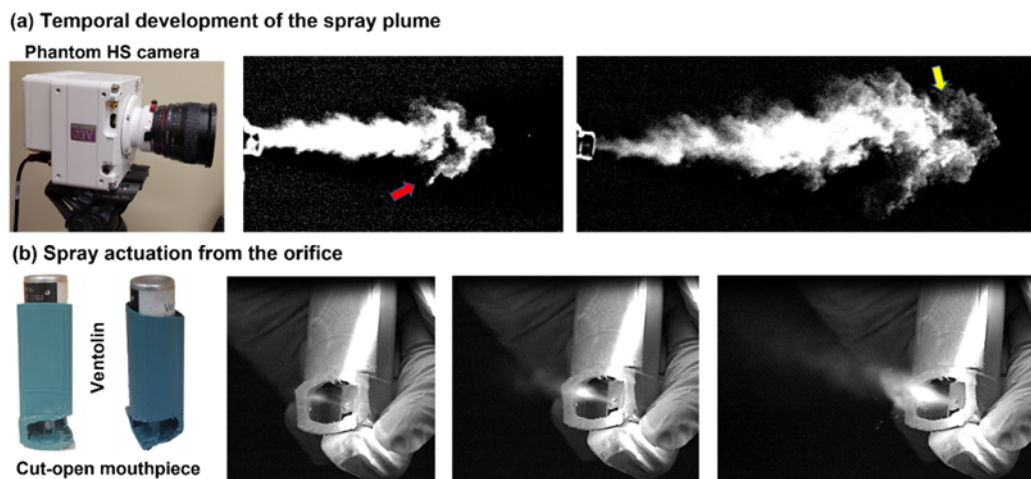 (a) Temporal development of the spray plume
Phantom HS camera
(b) Spray actuation from the orifice
Ventolin
Cut-open mouthpiece